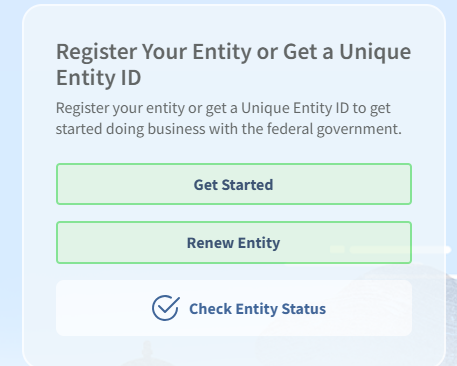 Register Your Entity or Get a Unique
Entity ID
Register your entity or get a Unique Entity ID to get
started doing business with the federal government.
Get Started
Renew Entity
Check Entity Status